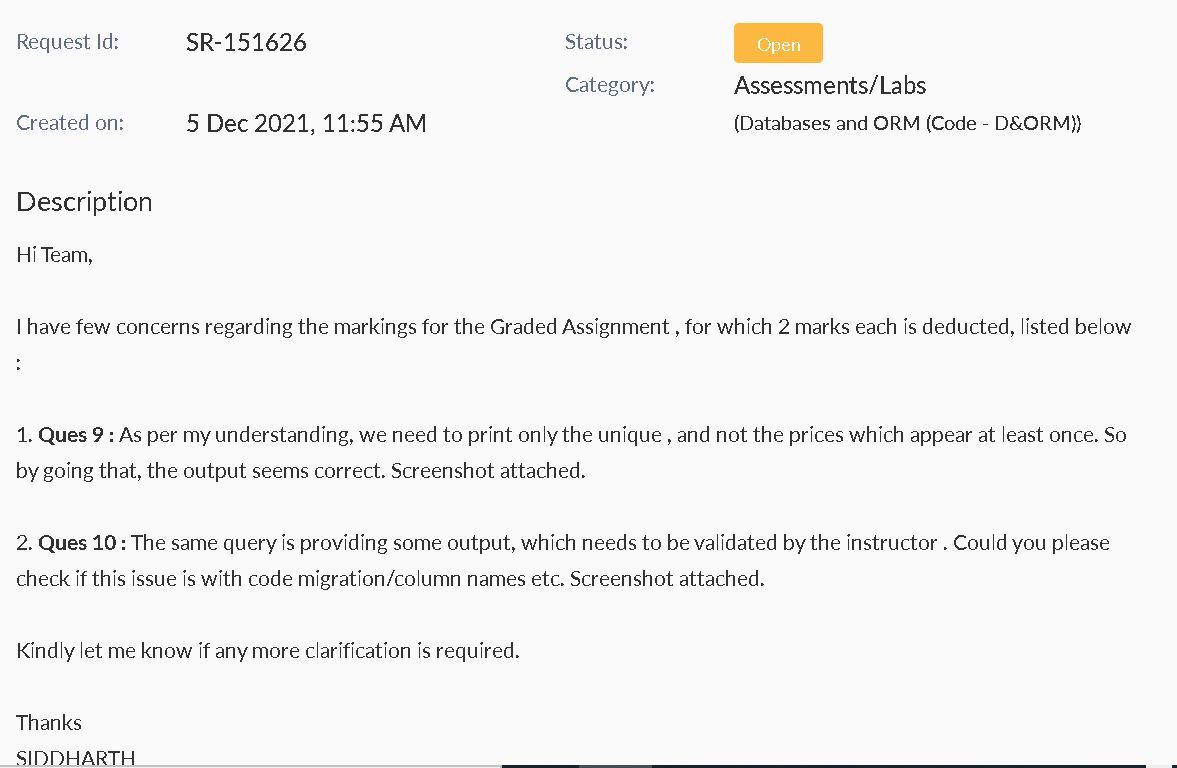 Request Id: SR-151626 Status: Open
Category: Assessments/Labs
Created on: 5 Dec 2021, 11:55 AM (Databases and ORM (Code - D&ORM))
Description
Hi Team,
I have few concerns regarding the markings for the Graded Assignment , for which 2 marks each is deducted, listed below
:
1. Ques 9 : As per my understanding, we need to print only the unique , and not the prices which appear at least once. So
by going that, the output seems correct. Screenshot attached.
2. Ques 10 : The same query is providing some output, which needs to be validated by the instructor . Could you please
check if this issue is with code migration/column names etc. Screenshot attached.
Kindly let me know if any more clarification is required.
Thanks
SIDDHARTH